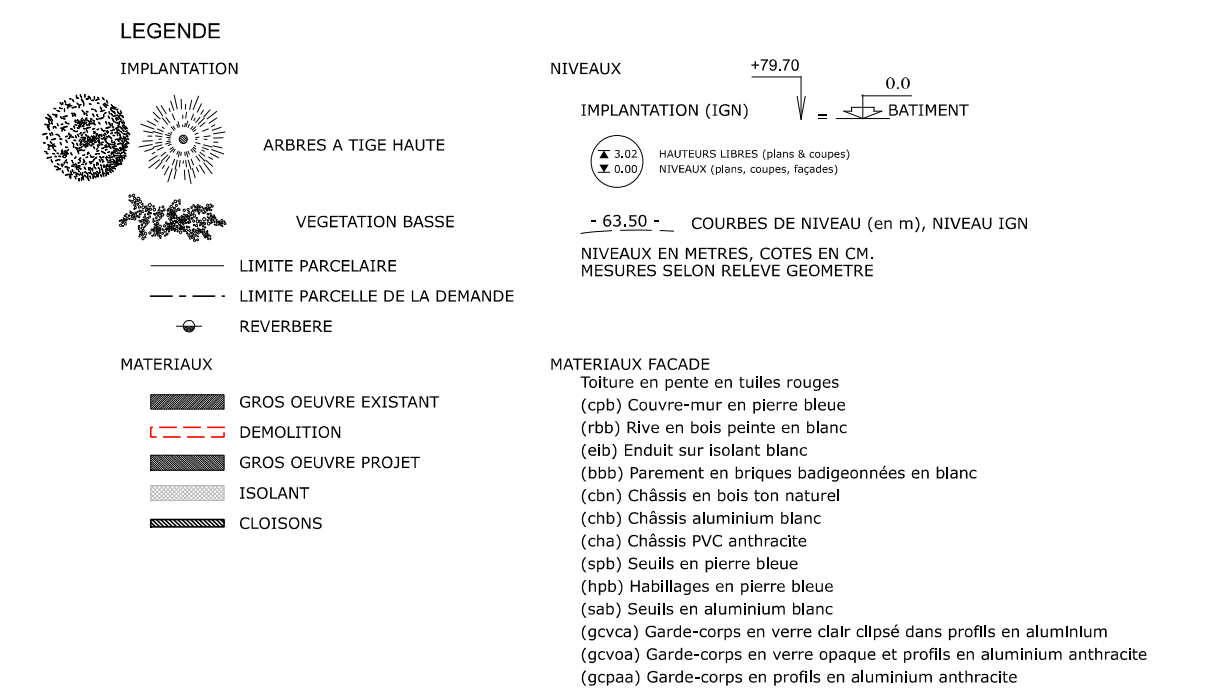 LEGENDE
IMPLANTATION
ARBRES A TIGE HAUTE
VEGETATION BASSE
LIMITE PARCELAIRE
LIMITE PARCELLE DE LA DEMANDE
REVERBERE
NIVEAUX
+79.70
0.0
IMPLANTATION (IGN) = BATIMENT
3.02 HAUTEURS LIBRES (plans & coupes)
0.00 NIVEAUX (plans, coupes, façades)
- 63.50 - COURBES DE NIVEAU (en m), NIVEAU IGN
NIVEAUX EN METRES, COTES EN CM.
MESURES SELON RELEVE GEOMETRE
MATERIAUX
GROS OEUVRE EXISTANT
DEMOLITION
GROS OEUVRE PROJET
ISOLANT
CLOISONS
MATERIAUX FACADE
Toiture en pente en tuiles rouges
(cpb) Couvre-mur en pierre bleue
(rbb) Rive en bois peinte en blanc
(eib) Enduit sur isolant blanc
(bbb) Parement en briques badigeonnées en blanc
(cbn) Châssis en bois ton naturel
(chb) Châssis aluminium blanc
(cha) Châssis PVC anthracite
(spb) Seuils en pierre bleue
(hpb) Habillages en pierre bleue
(sab) Seuils en aluminium blanc
(gcvca) Garde-corps en verre clair clipsé dans profils en aluminium
(gcvoa) Garde-corps en verre opaque et profils en aluminium anthracite
(gcpaa) Garde-corps en profils en aluminium anthracite